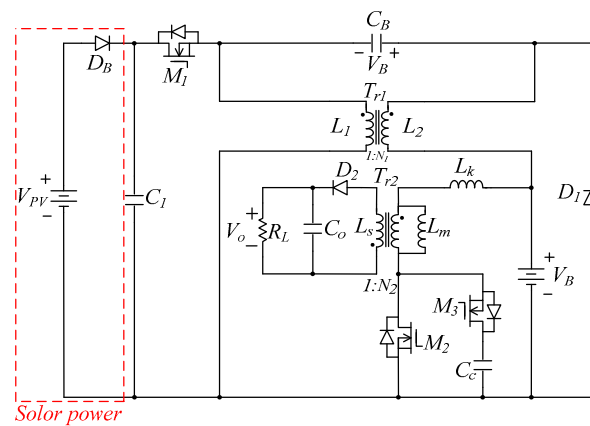 C_B
− V_B +
D_B
M_1
T_r1
L_1 L_2
1:N_1
D_2
T_r2
L_k
+
V_PV
−
C_1
+
V_o
−
R_L
C_o
L_s
L_m
D_1
1:N_2
+
V_B
−
M_3
M_2
C_c
Solor power